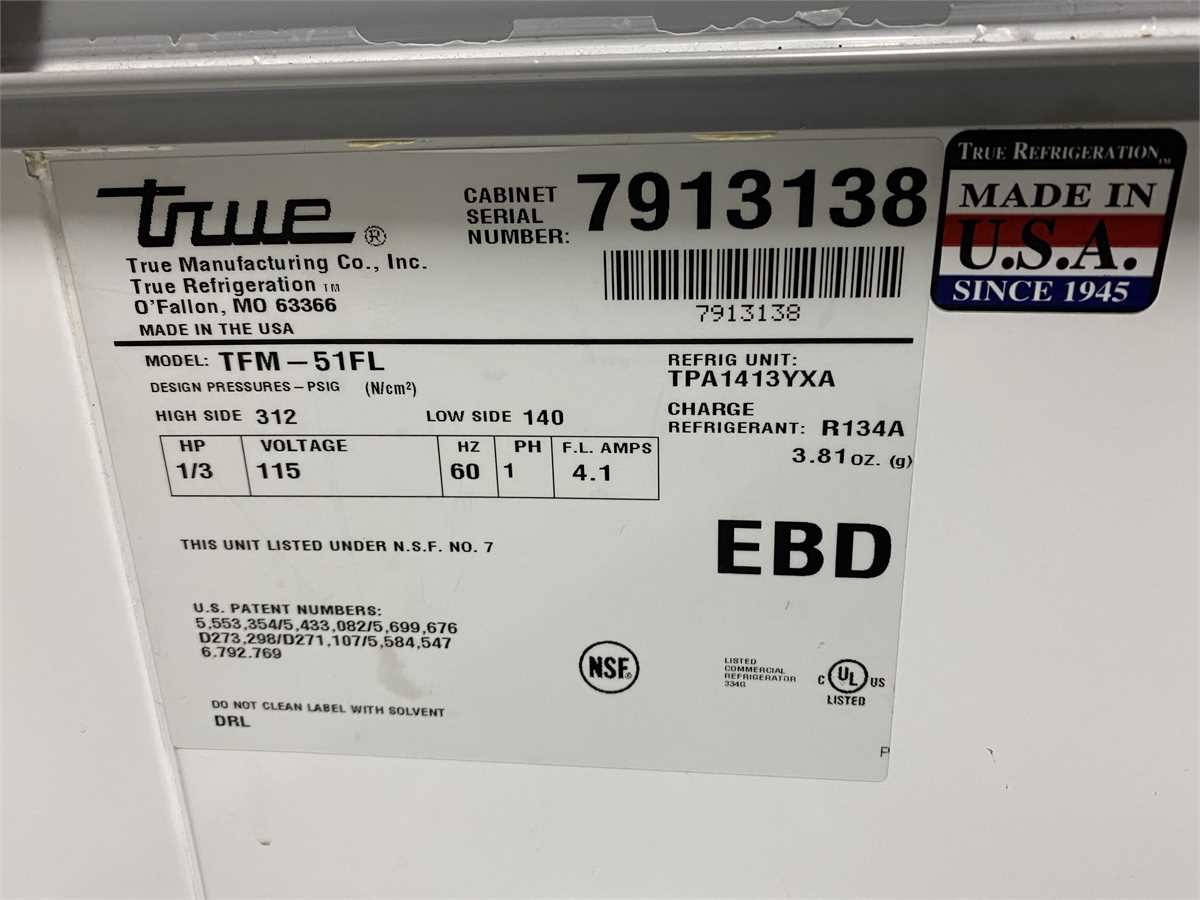 true®
True Manufacturing Co., Inc.
True Refrigeration TM
O'Fallon, MO 63366
MADE IN THE USA
CABINET
SERIAL
NUMBER: 7913138
7913138
TRUE REFRIGERATION TM
MADE IN
U.S.A.
SINCE 1945
MODEL: TFM-51FL
DESIGN PRESSURES-PSIG (N/cm²)
HIGH SIDE 312 LOW SIDE 140
REFRIG UNIT:
TPA1413YXA
CHARGE
REFRIGERANT: R134A
3.81 OZ. (g)
HP VOLTAGE HZ PH F.L. AMPS
1/3 115 60 1 4.1
THIS UNIT LISTED UNDER N.S.F. NO. 7
EBD
U.S. PATENT NUMBERS:
5,553,354/5,433,082/5,699,676
D273,298/D271,107/5,584,547
6.792.769
NSF®
LISTED
COMMERCIAL
REFRIGERATOR
334G
C UL US
LISTED
DO NOT CLEAN LABEL WITH SOLVENT
DRL
P